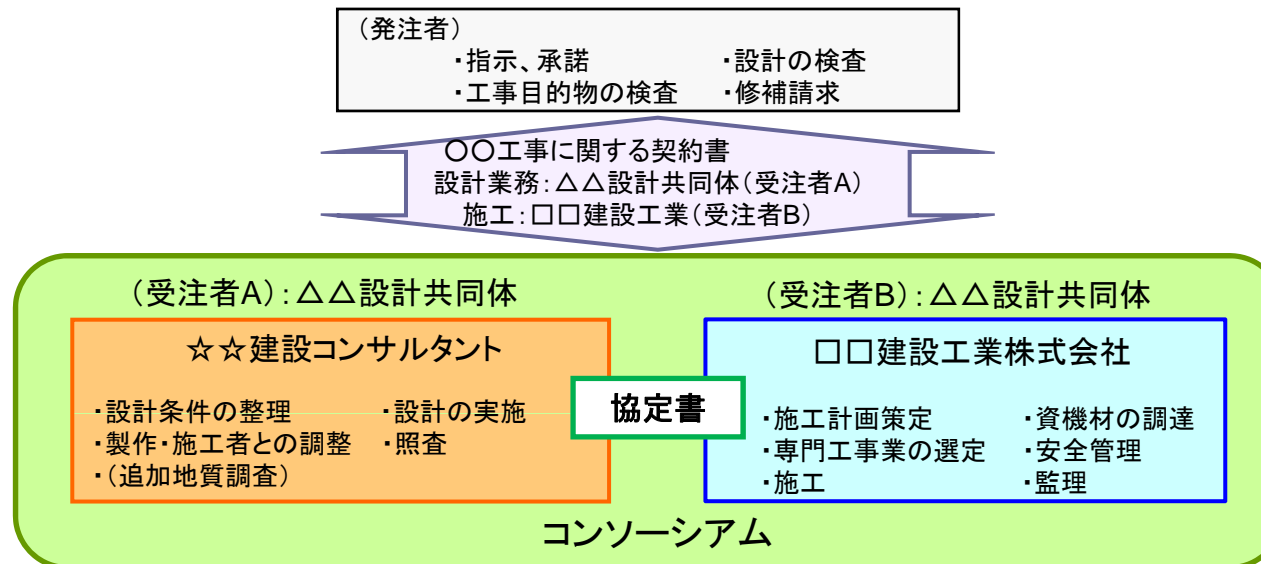 (発注者)
・指示、承諾 ・設計の検査
・工事目的物の検査 ・修補請求
〇〇工事に関する契約書
設計業務:△△設計共同体(受注者A)
施工:□□建設工業(受注者B)
(受注者A):△△設計共同体
☆☆建設コンサルタント
・設計条件の整理 ・設計の実施
・製作・施工者との調整 ・照査
・(追加地質調査)
協定書
(受注者B):△△設計共同体
□□建設工業株式会社
・施工計画策定 ・資機材の調達
・専門工事業の選定 ・安全管理
・施工 ・監理
コンソーシアム